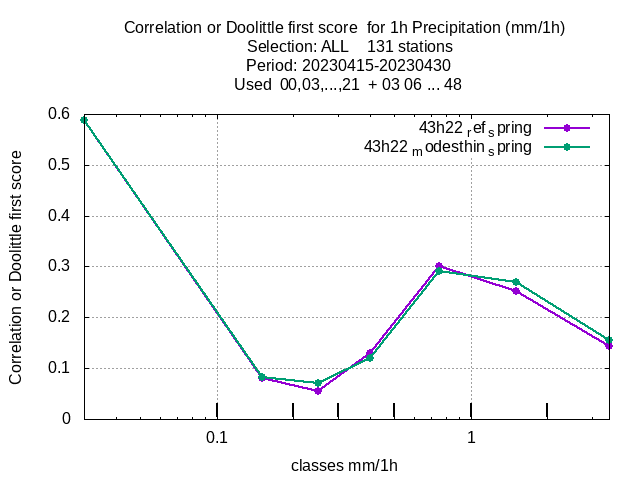 Correlation or Doolittle first score  for 1h Precipitation (mm/1h)
Selection: ALL    131 stations
Period: 20230415-20230430
Used  00,03,...,21  + 03 06 ... 48
43h22 ref spring
43h22 modesthin spring
Correlation or Doolittle first score
0.6
0.5
0.4
0.3
0.2
0.1
0
0.1
1
classes mm/1h